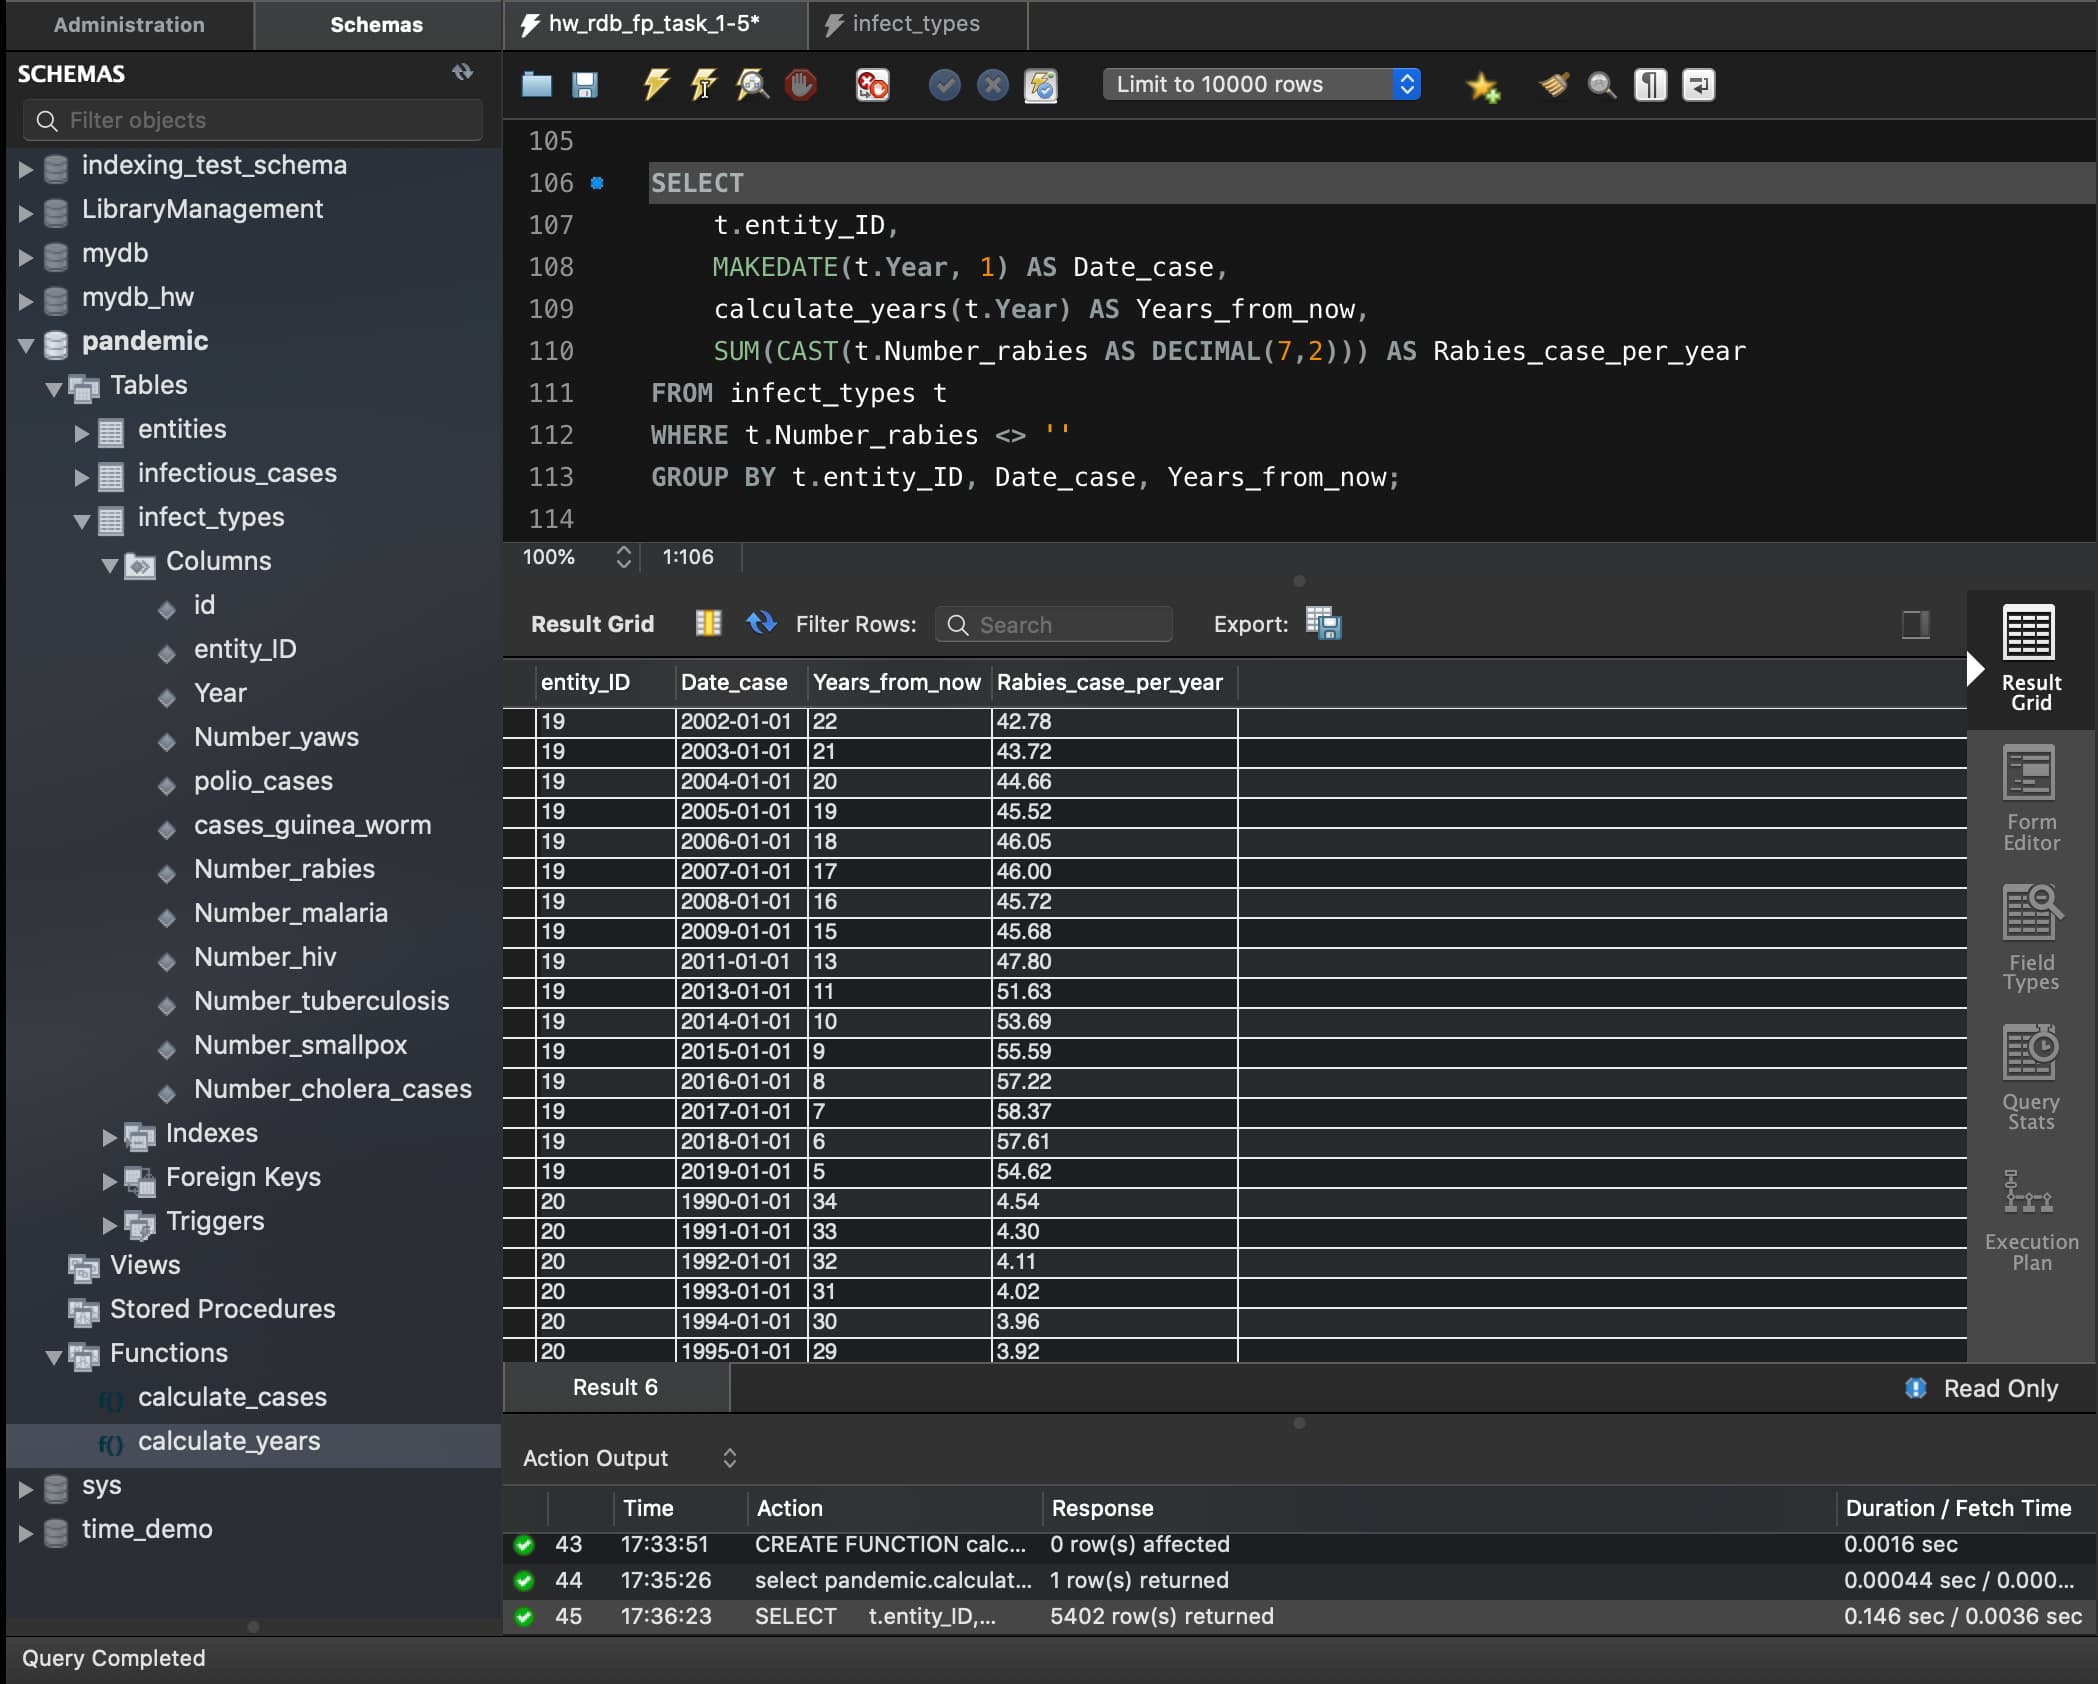 Administration
Schemas
SCHEMAS
Filter objects
indexing_test_schema
LibraryManagement
mydb
mydb_hw
pandemic
Tables
entities
infectious_cases
infect_types
Columns
id
entity_ID
Year
Number_yaws
polio_cases
cases_guinea_worm
Number_rabies
Number_malaria
Number_hiv
Number_tuberculosis
Number_smallpox
Number_cholera_cases
Indexes
Foreign Keys
Triggers
Views
Stored Procedures
Functions
f() calculate_cases
f() calculate_years
sys
time_demo
Query Completed
hw_rdb_fp_task_1-5*
infect_types
Limit to 10000 rows
105
106 SELECT
107 t.entity_ID,
108 MAKEDATE(t.Year, 1) AS Date_case,
109 calculate_years(t.Year) AS Years_from_now,
110 SUM(CAST(t.Number_rabies AS DECIMAL(7,2))) AS Rabies_case_per_year
111 FROM infect_types t
112 WHERE t.Number_rabies <> ''
113 GROUP BY t.entity_ID, Date_case, Years_from_now;
114
100% 1:106
Result Grid Filter Rows: Search Export:
entity_ID Date_case Years_from_now Rabies_case_per_year
19 2002-01-01 22 42.78
19 2003-01-01 21 43.72
19 2004-01-01 20 44.66
19 2005-01-01 19 45.52
19 2006-01-01 18 46.05
19 2007-01-01 17 46.00
19 2008-01-01 16 45.72
19 2009-01-01 15 45.68
19 2011-01-01 13 47.80
19 2013-01-01 11 51.63
19 2014-01-01 10 53.69
19 2015-01-01 9 55.59
19 2016-01-01 8 57.22
19 2017-01-01 7 58.37
19 2018-01-01 6 57.61
19 2019-01-01 5 54.62
20 1990-01-01 34 4.54
20 1991-01-01 33 4.30
20 1992-01-01 32 4.11
20 1993-01-01 31 4.02
20 1994-01-01 30 3.96
20 1995-01-01 29 3.92
Result
Grid
Form
Editor
Field
Types
Query
Stats
Execution
Plan
Result 6
Read Only
Action Output
Time Action Response Duration / Fetch Time
43 17:33:51 CREATE FUNCTION calc... 0 row(s) affected 0.0016 sec
44 17:35:26 select pandemic.calculat... 1 row(s) returned 0.00044 sec / 0.000...
45 17:36:23 SELECT t.entity_ID,... 5402 row(s) returned 0.146 sec / 0.0036 sec